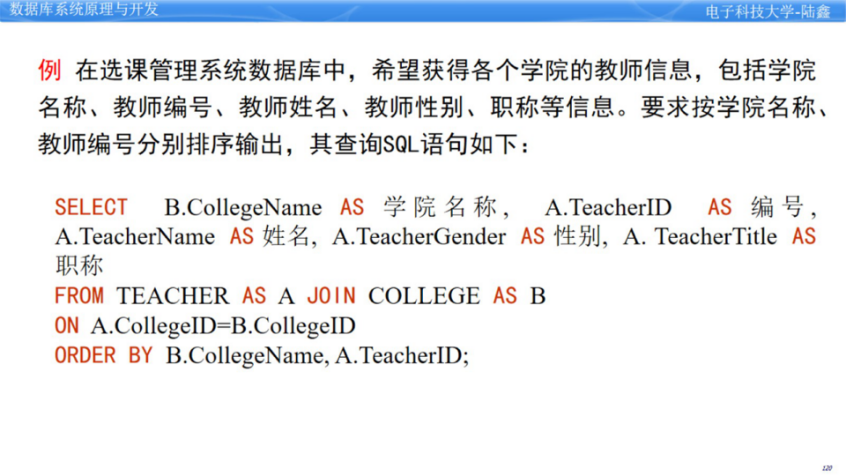 数据库系统原理与开发
电子科技大学-陆鑫
例 在选课管理系统数据库中，希望获得各个学院的教师信息，包括学院
名称、教师编号、教师姓名、教师性别、职称等信息。要求按学院名称、
教师编号分别排序输出，其查询SQL语句如下：
SELECT B.CollegeName AS 学院名称, A.TeacherID AS 编号,
A.TeacherName AS 姓名, A.TeacherGender AS 性别, A. TeacherTitle AS
职称
FROM TEACHER AS A JOIN COLLEGE AS B
ON A.CollegeID=B.CollegeID
ORDER BY B.CollegeName, A.TeacherID;
120